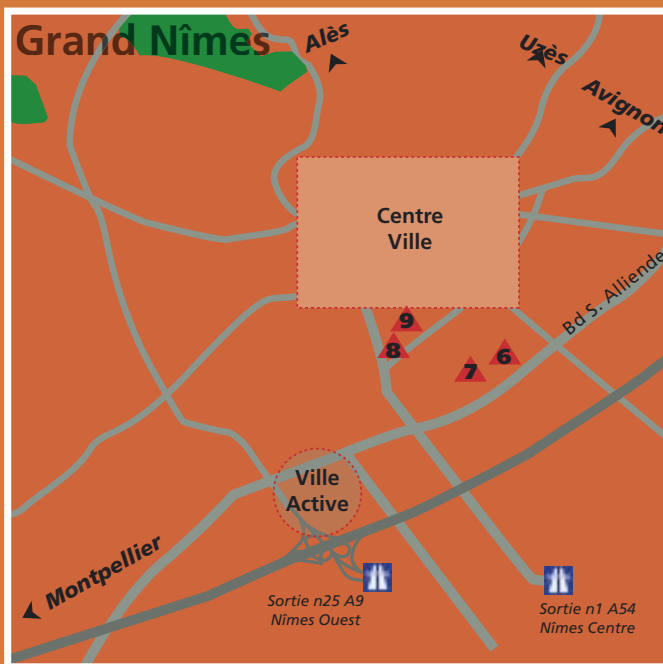 Grand Nîmes
Alès
Uzès
Avignon
Centre
Ville
Bd S. Alliende
9
8
6
7
Ville
Active
Montpellier
Sortie n25 A9
Nîmes Ouest
Sortie n1 A54
Nîmes Centre